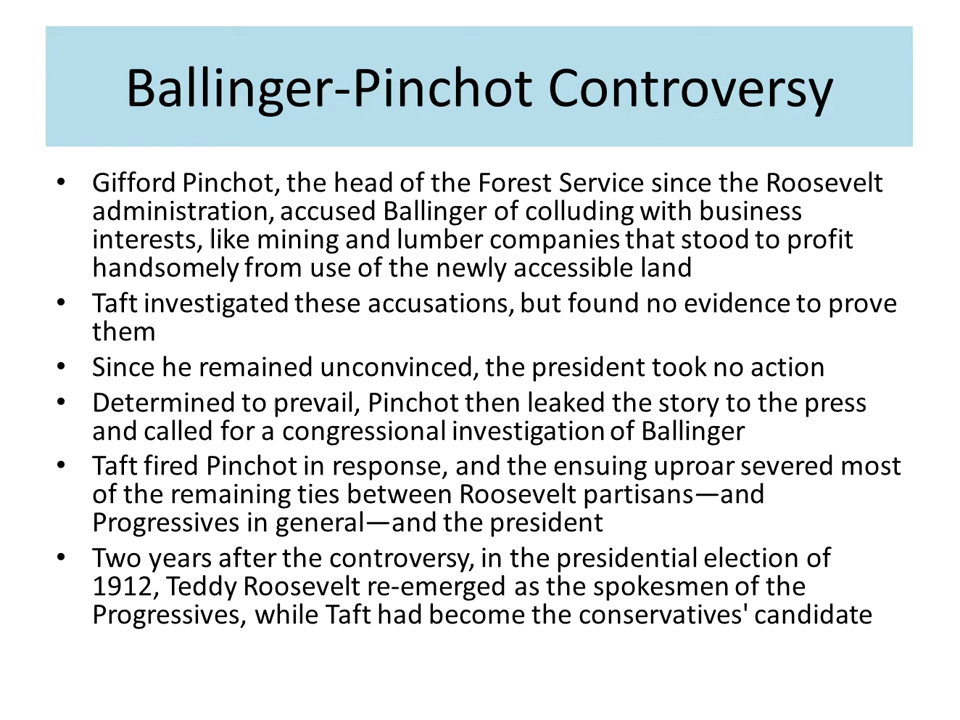 Ballinger-Pinchot Controversy
• Gifford Pinchot, the head of the Forest Service since the Roosevelt
administration, accused Ballinger of colluding with business
interests, like mining and lumber companies that stood to profit
handsomely from use of the newly accessible land
• Taft investigated these accusations, but found no evidence to prove
them
• Since he remained unconvinced, the president took no action
• Determined to prevail, Pinchot then leaked the story to the press
and called for a congressional investigation of Ballinger
• Taft fired Pinchot in response, and the ensuing uproar severed most
of the remaining ties between Roosevelt partisans—and
Progressives in general—and the president
• Two years after the controversy, in the presidential election of
1912, Teddy Roosevelt re-emerged as the spokesmen of the
Progressives, while Taft had become the conservatives' candidate